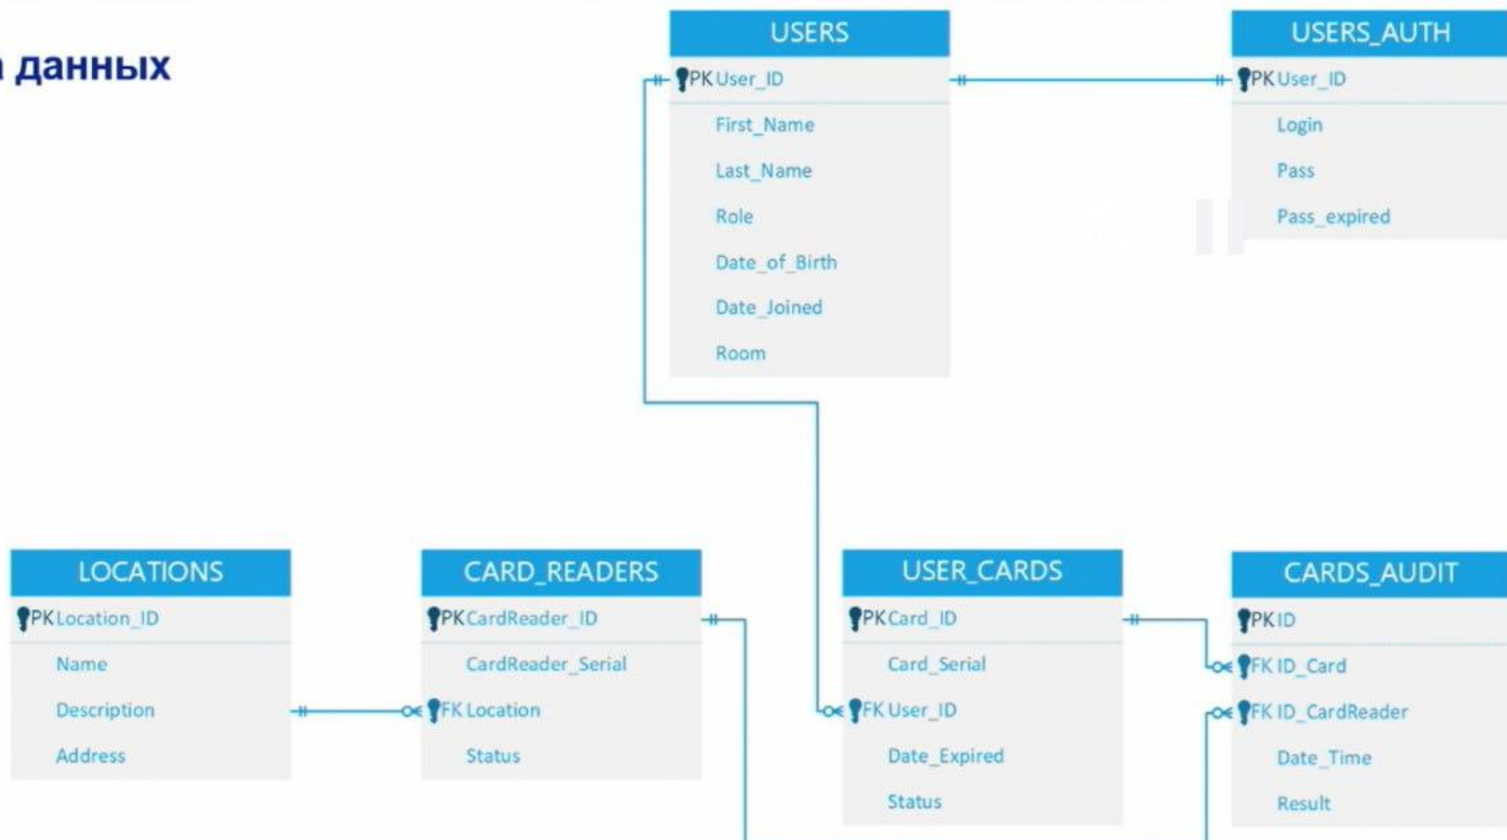 а данных
USERS
PK User_ID
First_Name
Last_Name
Role
Date_of_Birth
Date_Joined
Room
USERS_AUTH
PK User_ID
Login
Pass
Pass_expired
LOCATIONS
PK Location_ID
Name
Description
Address
CARD_READERS
PK CardReader_ID
CardReader_Serial
FK Location
Status
USER_CARDS
PK Card_ID
Card_Serial
FK User_ID
Date_Expired
Status
CARDS_AUDIT
PK ID
FK ID_Card
FK ID_CardReader
Date_Time
Result